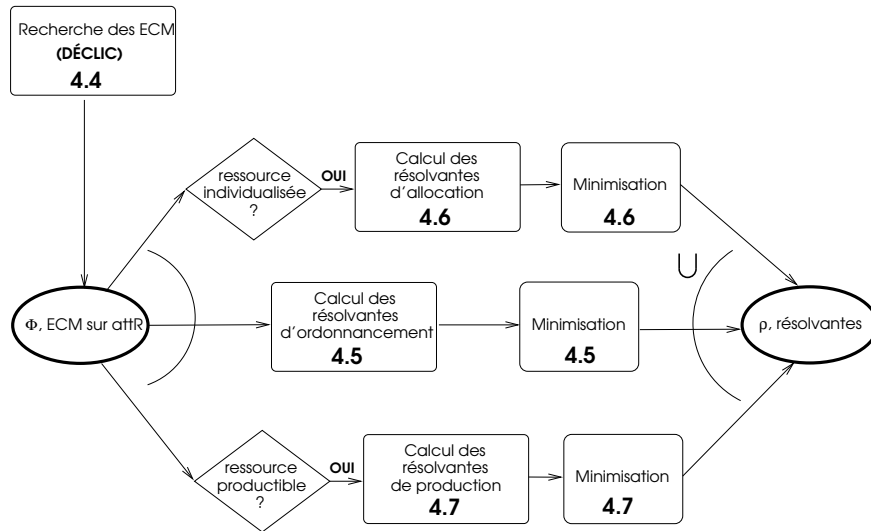 Recherche des ECM
(DÉCLIC)
4.4
ressource
individualisée
?
OUI
Calcul des
résolvantes
d'allocation
4.6
Minimisation
4.6
∪
Φ, ECM sur attR
Calcul des
résolvantes
d'ordonnancement
4.5
Minimisation
4.5
ρ, résolvantes
ressource
productible
?
OUI
Calcul des
résolvantes
de production
4.7
Minimisation
4.7